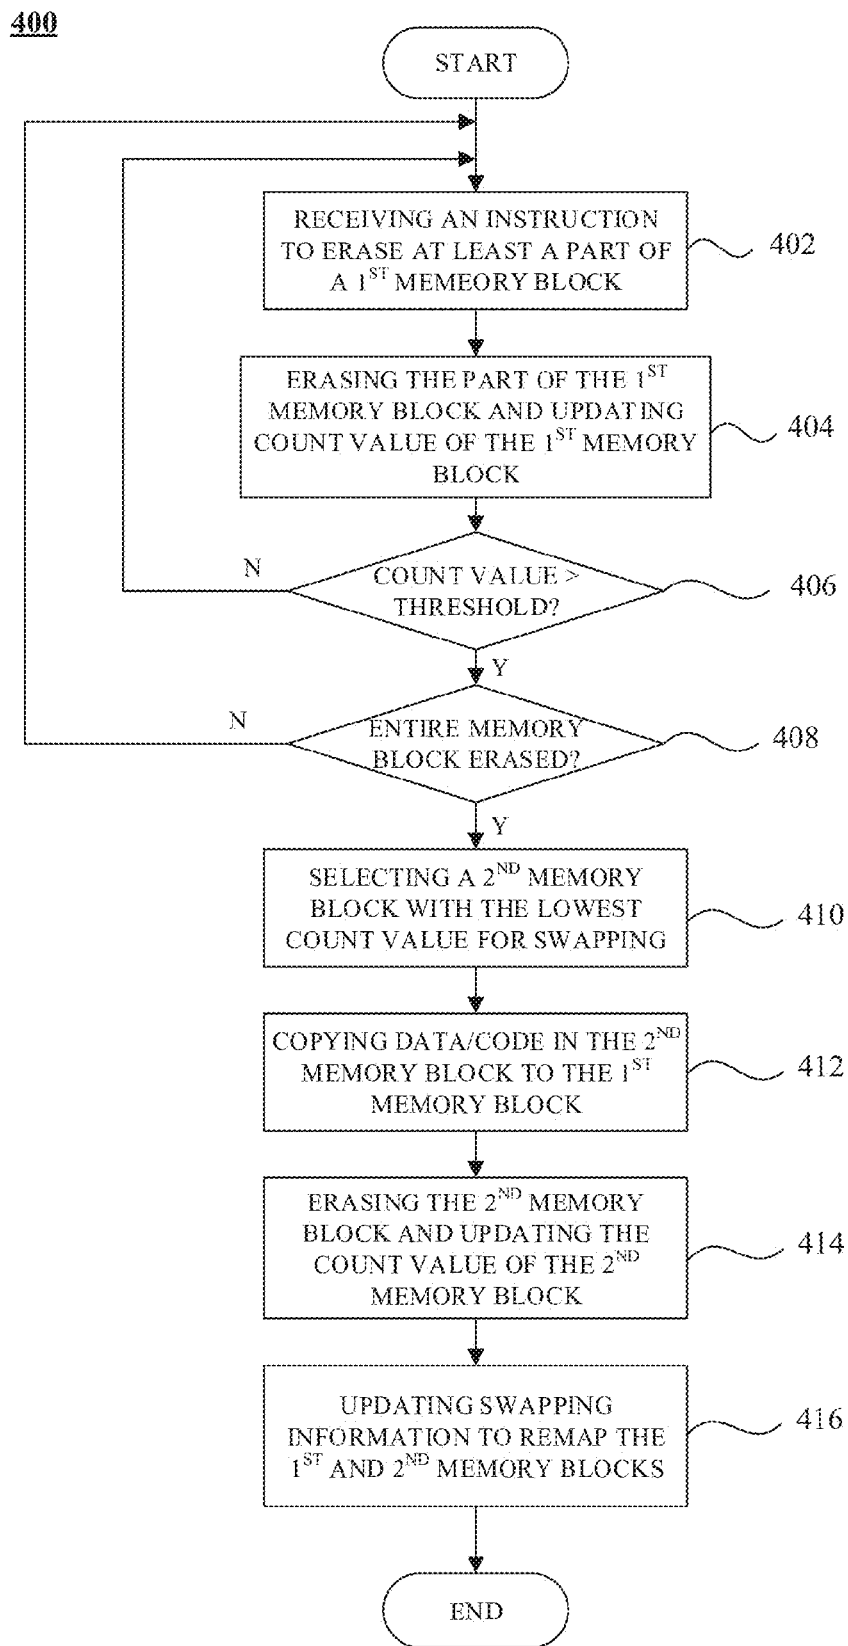 400
START
RECEIVING AN INSTRUCTION
TO ERASE AT LEAST A PART OF
A 1ST MEMEORY BLOCK
402
ERASING THE PART OF THE 1ST
MEMORY BLOCK AND UPDATING
COUNT VALUE OF THE 1ST MEMORY
BLOCK
404
N
COUNT VALUE >
THRESHOLD?
406
Y
N
ENTIRE MEMORY
BLOCK ERASED?
408
Y
SELECTING A 2ND MEMORY
BLOCK WITH THE LOWEST
COUNT VALUE FOR SWAPPING
410
COPYING DATA/CODE IN THE 2ND
MEMORY BLOCK TO THE 1ST
MEMORY BLOCK
412
ERASING THE 2ND MEMORY
BLOCK AND UPDATING THE
COUNT VALUE OF THE 2ND
MEMORY BLOCK
414
UPDATING SWAPPING
INFORMATION TO REMAP THE
1ST AND 2ND MEMORY BLOCKS
416
END